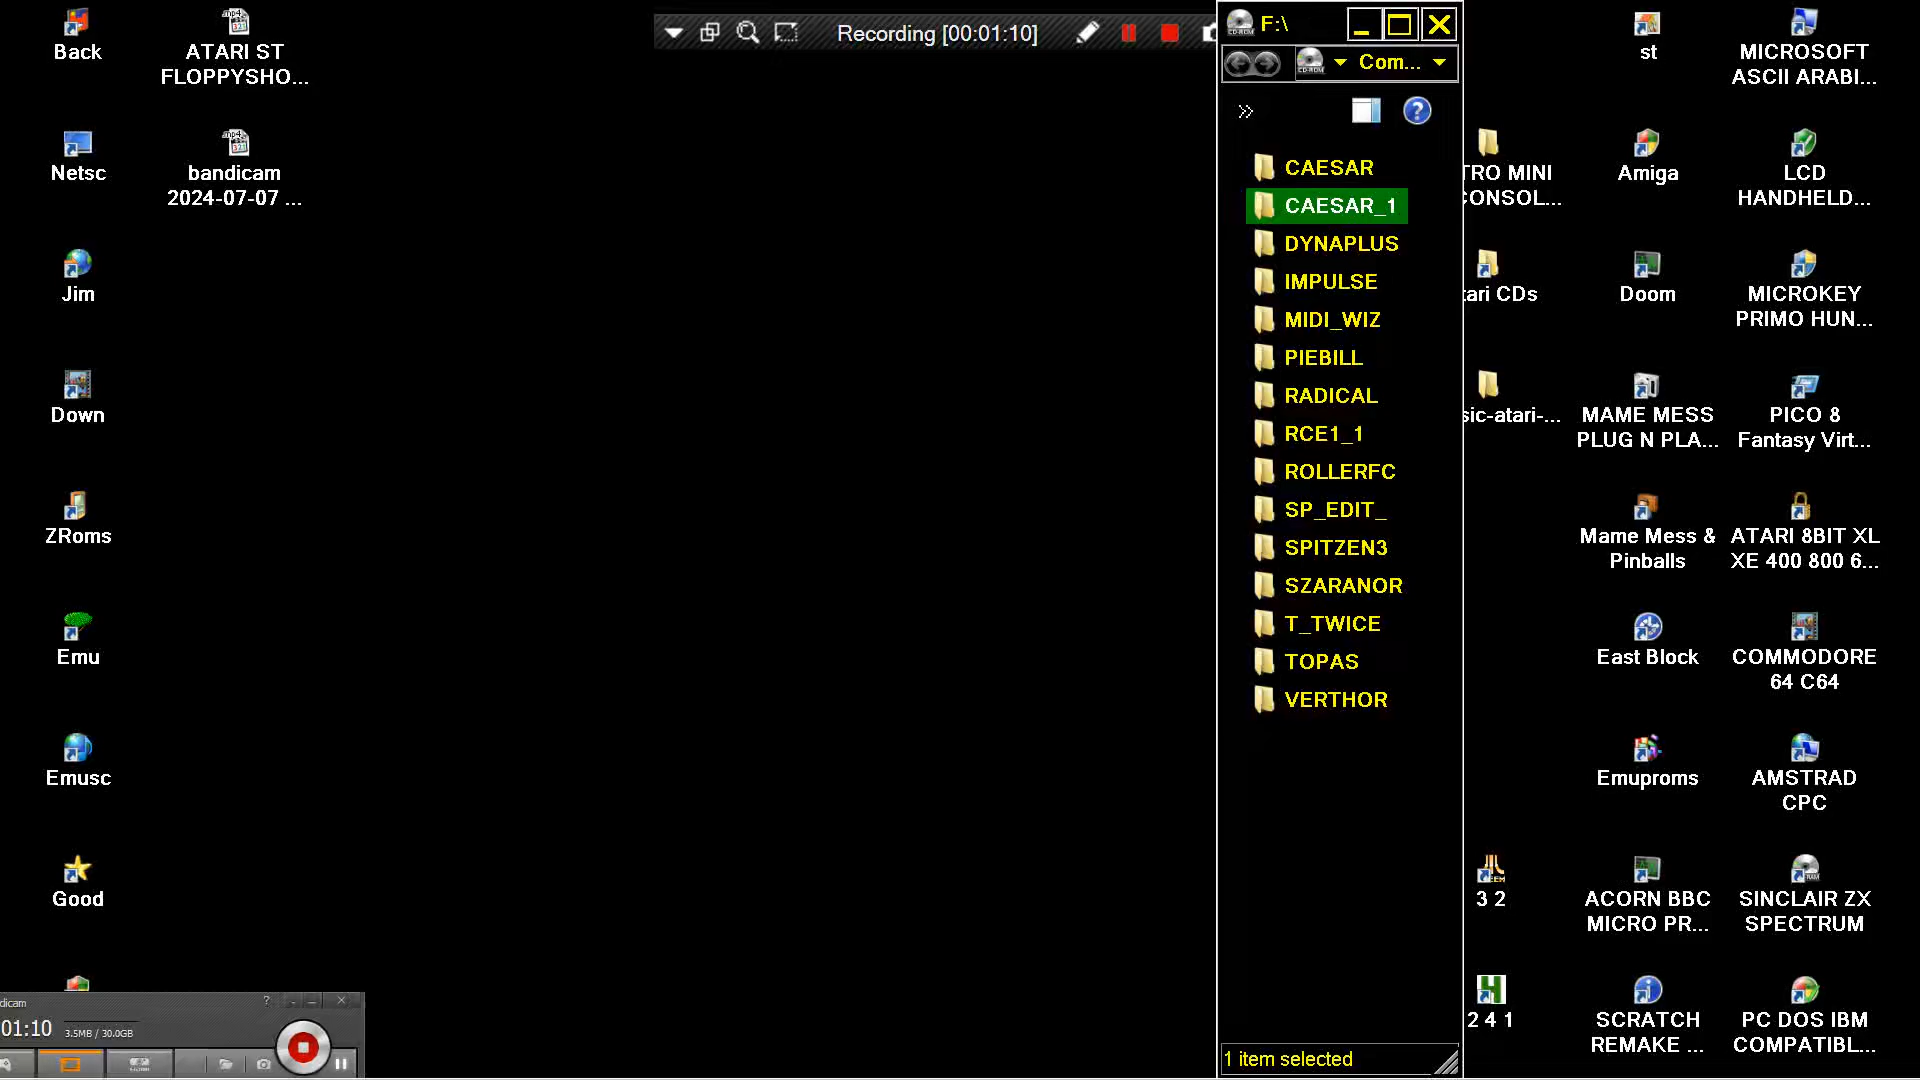 Back
ATARI ST
FLOPPYSHO...
Netsc
bandicam
2024-07-07 ...
Jim
Down
ZRoms
Emu
Emusc
Good
dicam
01:10
3.5MB / 30.0GB
Recording [00:01:10]
F:\
Com...
CAESAR
CAESAR_1
DYNAPLUS
IMPULSE
MIDI_WIZ
PIEBILL
RADICAL
RCE1_1
ROLLERFC
SP_EDIT_
SPITZEN3
SZARANOR
T_TWICE
TOPAS
VERTHOR
1 item selected
TRO MINI
CONSOL...
tari CDs
sic-atari-...
3 2
2 4 1
st
Amiga
Doom
MAME MESS
PLUG N PLA...
Mame Mess &
Pinballs
East Block
Emuproms
ACORN BBC
MICRO PR...
SCRATCH
REMAKE ...
MICROSOFT
ASCII ARABI...
LCD
HANDHELD...
MICROKEY
PRIMO HUN...
PICO 8
Fantasy Virt...
ATARI 8BIT XL
XE 400 800 6...
COMMODORE
64 C64
AMSTRAD
CPC
SINCLAIR ZX
SPECTRUM
PC DOS IBM
COMPATIBL...